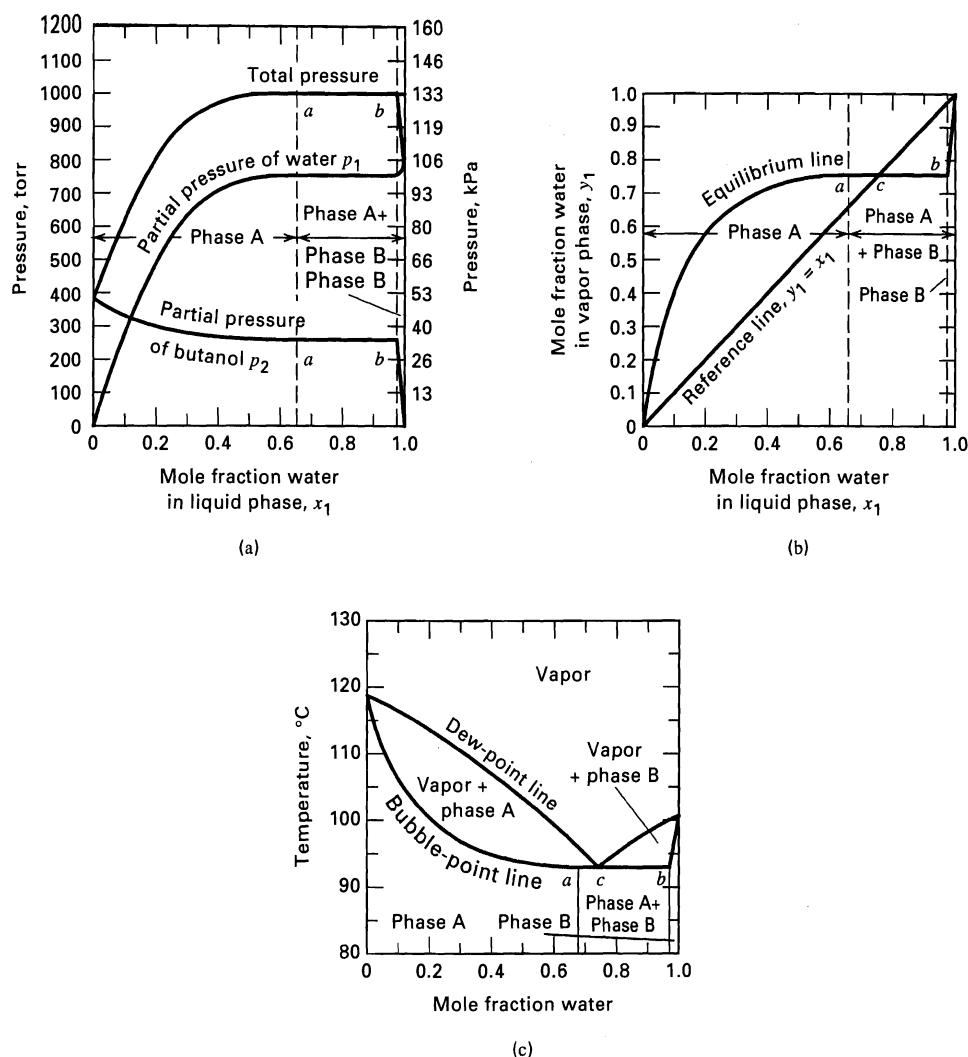 1200
1100
1000
900
800
700
600
500
400
300
200
100
0
Pressure, torr
160
146
133
119
106
93
80
66
53
40
26
13
Pressure, kPa
Total pressure
a b
Partial pressure of water p1
Phase A+
Phase A
Phase B
Phase B
Partial pressure
of butanol p2
a b
0 0.2 0.4 0.6 0.8 1.0
Mole fraction water
in liquid phase, x1
(a)
1.0
0.9
0.8
0.7
0.6
0.5
0.4
0.3
0.2
0.1
0
Mole fraction water
in vapor phase, y1
Equilibrium line
a c b
Phase A
Phase A
+ Phase B
Phase B
Reference line, y1 = x1
0 0.2 0.4 0.6 0.8 1.0
Mole fraction water
in liquid phase, x1
(b)
130
120
110
100
90
80
Temperature, °C
Vapor
Dew-point line
Vapor
+ phase B
Vapor +
phase A
Bubble-point line
a c b
Phase A+
Phase B
Phase A
Phase B
0 0.2 0.4 0.6 0.8 1.0
Mole fraction water
(c)